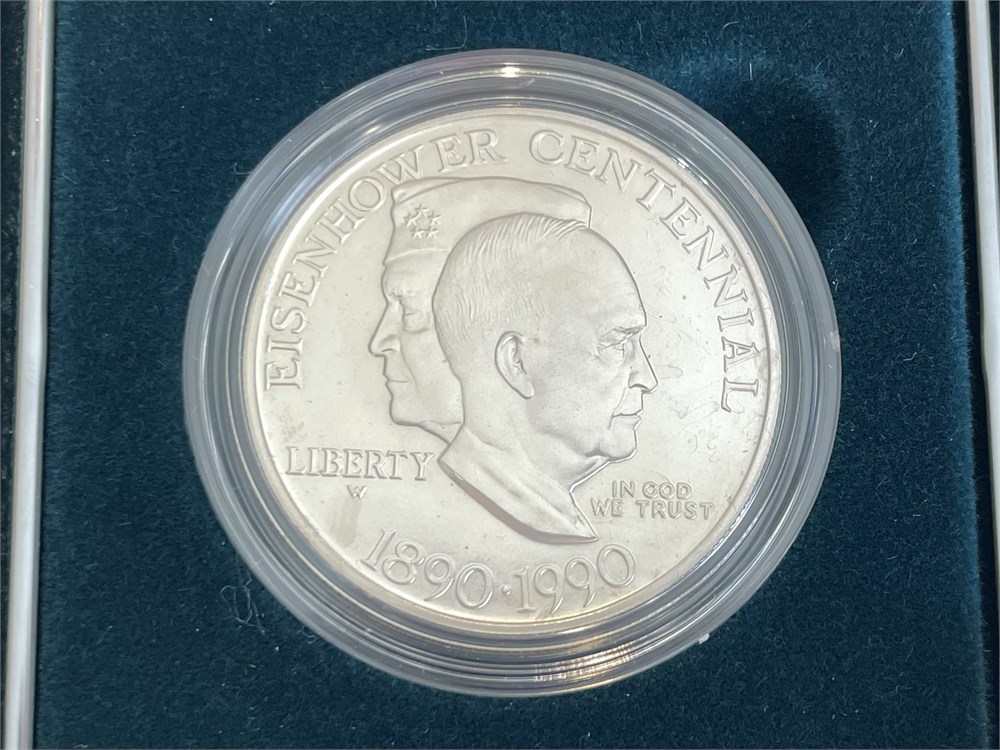 EISENHOWER CENTENNIAL
LIBERTY
W
IN GOD
WE TRUST
1890·1990